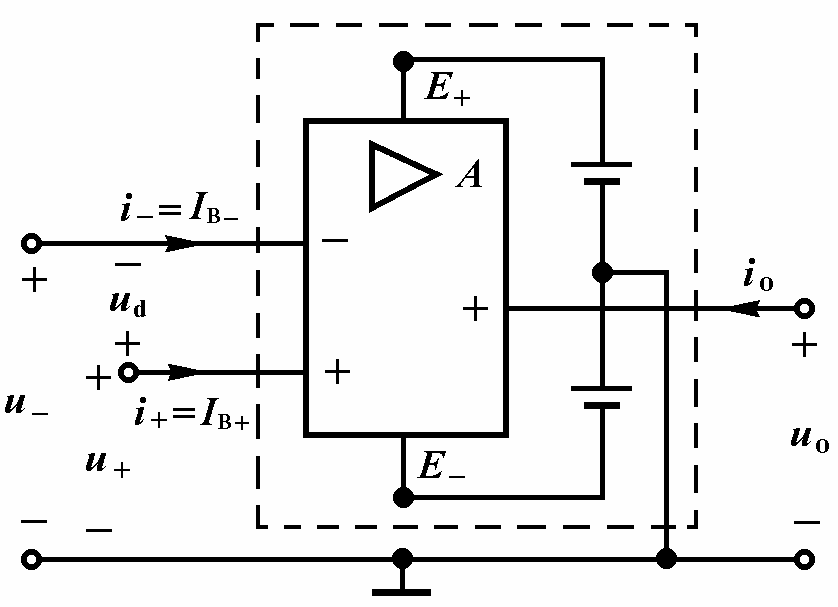 E+
A
i− = IB−
−
+
−
ud
io
+
+
+
+
+
i+ = IB+
u−
u+
E−
uo
−
−
−